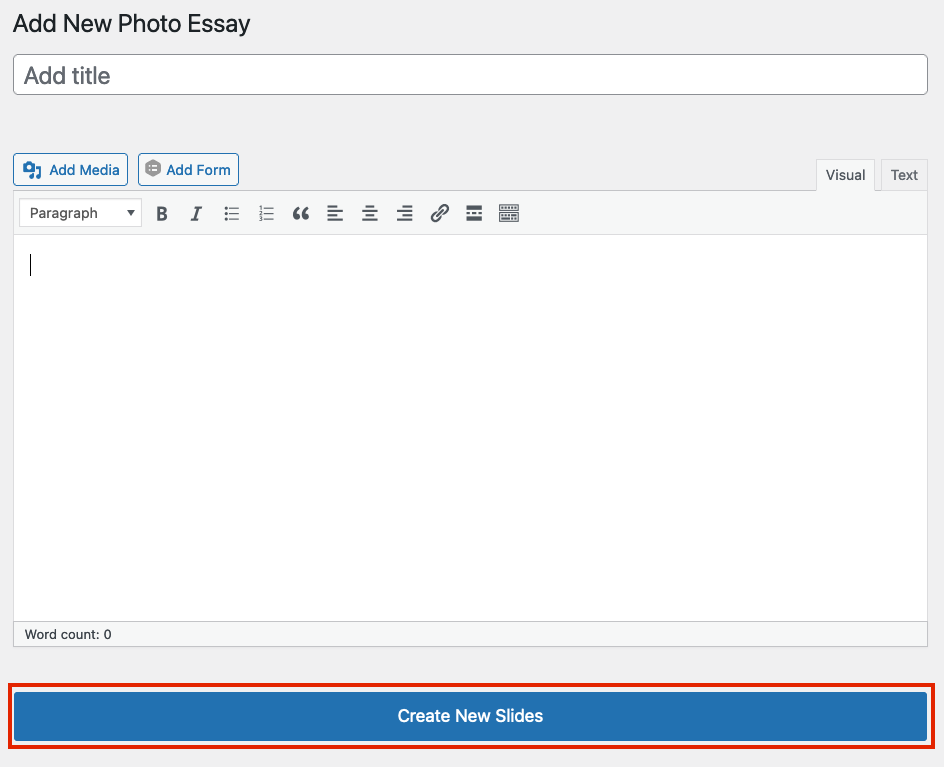 Add New Photo Essay
Add title
Add Media Add Form
Visual Text
Paragraph
Word count: 0
Create New Slides